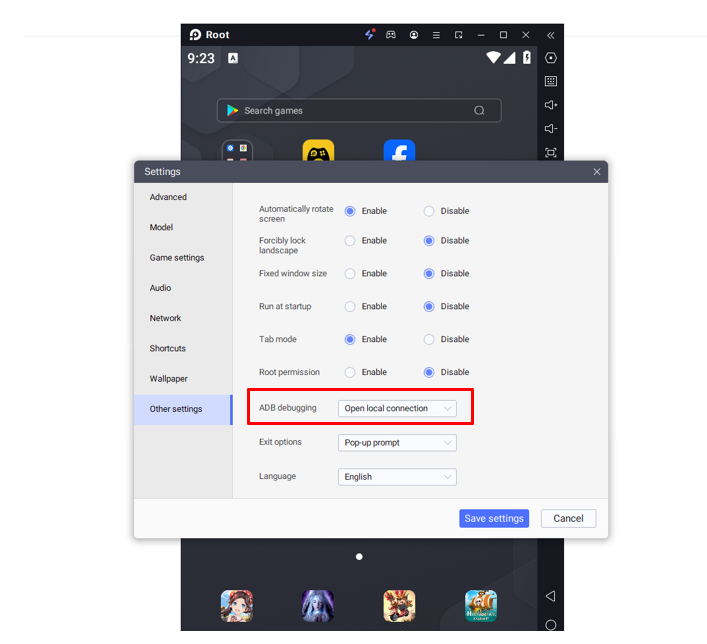 Root
9:23
A
Search games
Settings
Advanced
Model
Game settings
Audio
Network
Shortcuts
Wallpaper
Other settings
Automatically rotate
screen
Enable
Disable
Forcibly lock
landscape
Enable
Disable
Fixed window size
Enable
Disable
Run at startup
Enable
Disable
Tab mode
Enable
Disable
Root permission
Enable
Disable
ADB debugging
Open local connection
Exit options
Pop-up prompt
Language
English
Save settings
Cancel